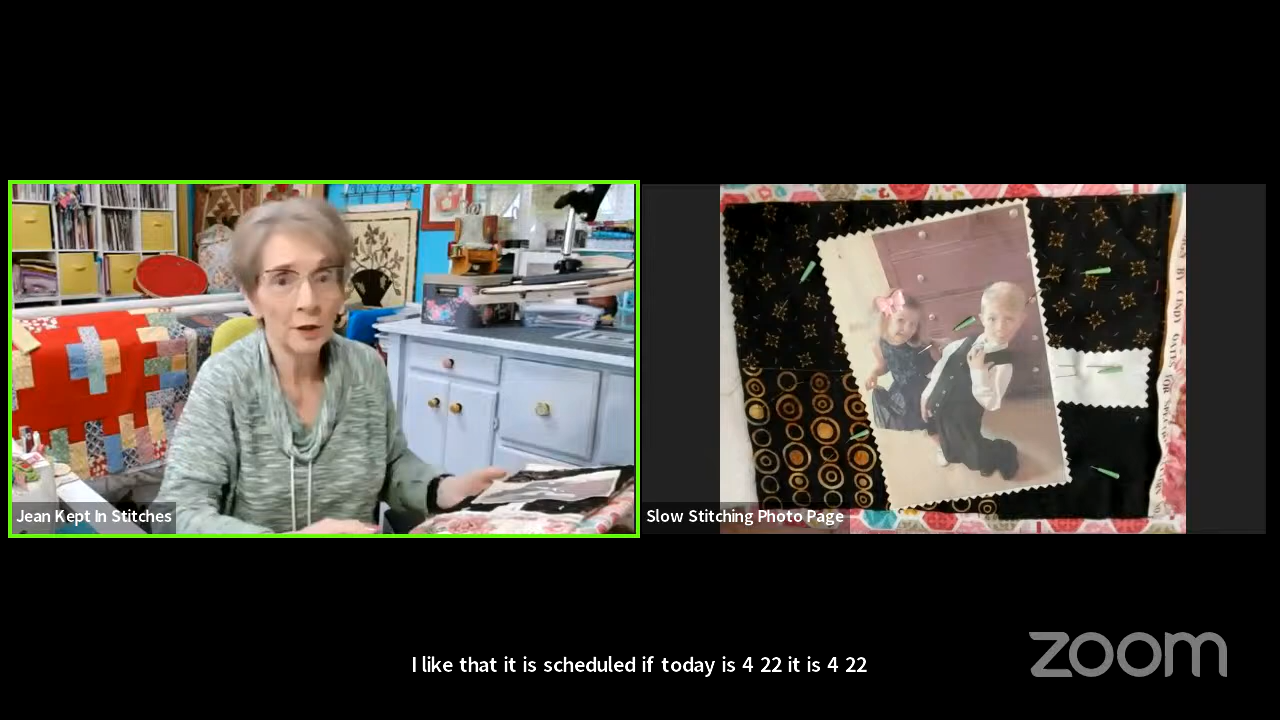 Jean Kept In Stitches
Slow Stitching Photo Page
I like that it is scheduled if today is 4 22 it is 4 22
zoom